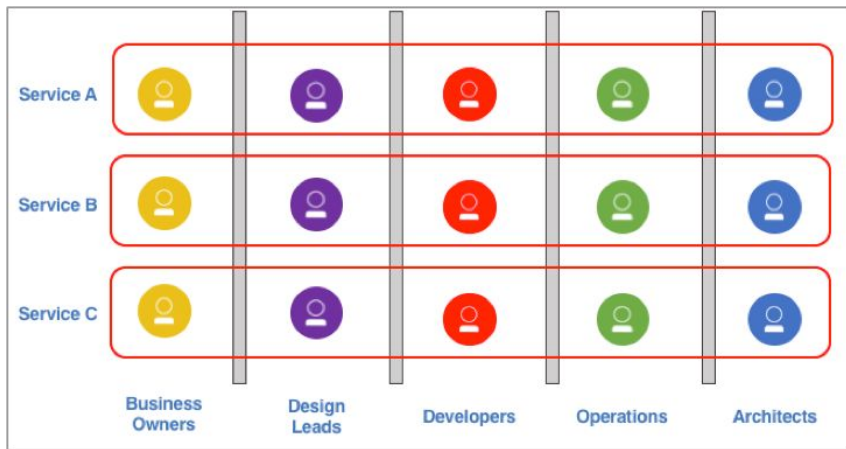 Service A
Service B
Service C
Business
Owners
Design
Leads
Developers
Operations
Architects